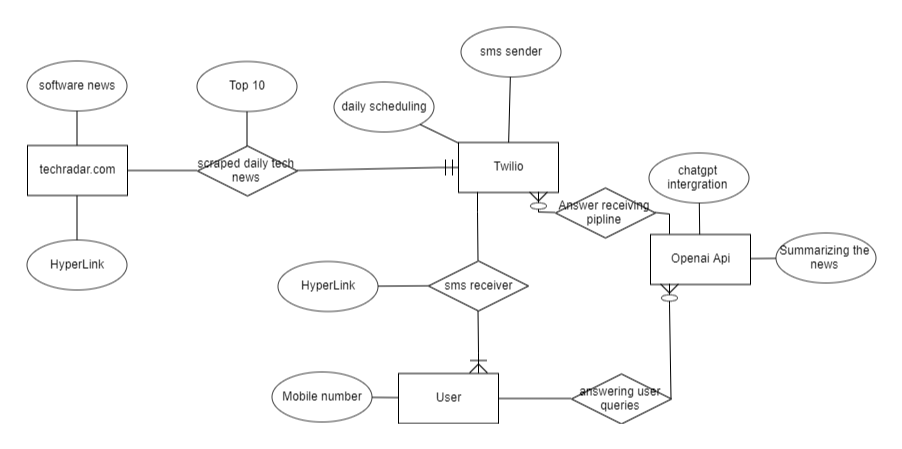 sms sender
software news
Top 10
daily scheduling
techradar.com
scraped daily tech
news
Twilio
chatgpt
intergration
Answer receiving
pipline
HyperLink
Openai Api
Summarizing the
news
HyperLink
sms receiver
Mobile number
User
answering user
queries